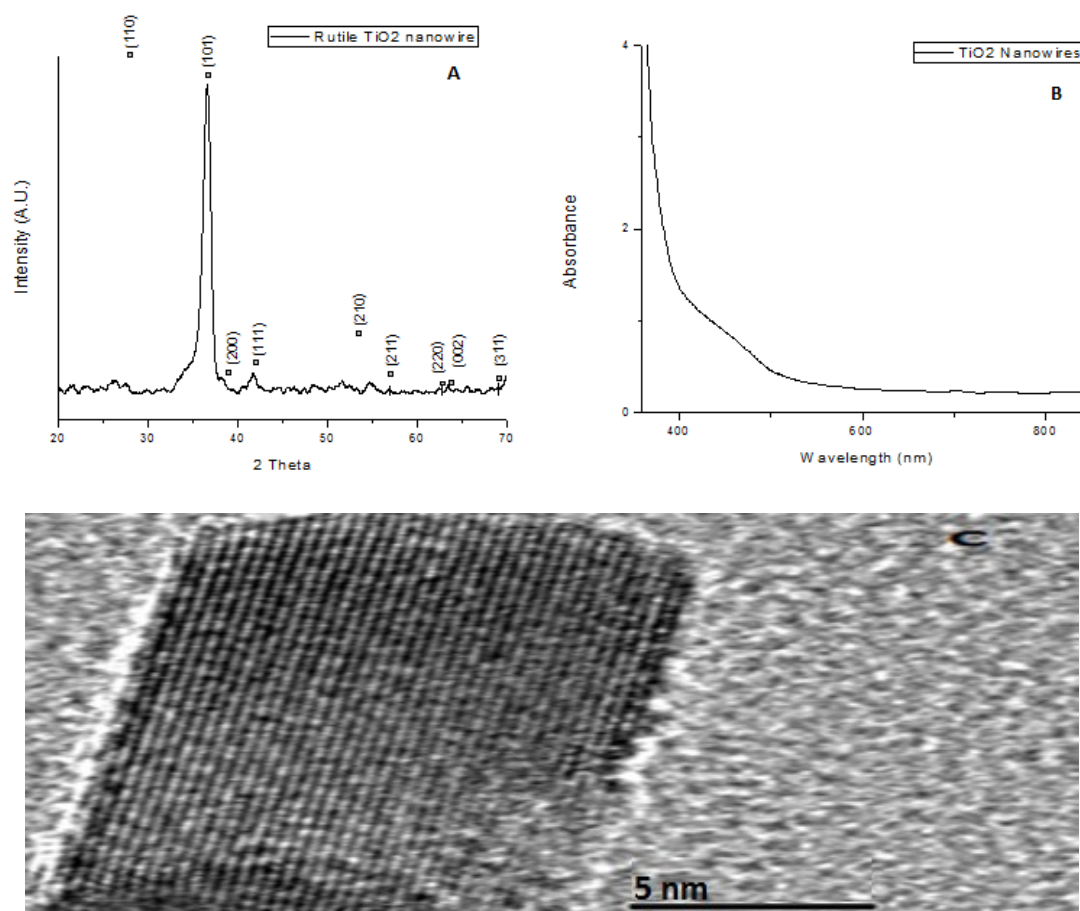 Rutile TiO2 nanowire
A
(110)
(101)
(200)
(111)
(210)
(211)
(220)
(002)
(311)
Intensity (A.U.)
20 30 40 50 60 70
2 Theta
TiO2 Nanowires
B
4
2
0
Absorbance
400 600 800
Wavelength (nm)
C
5 nm